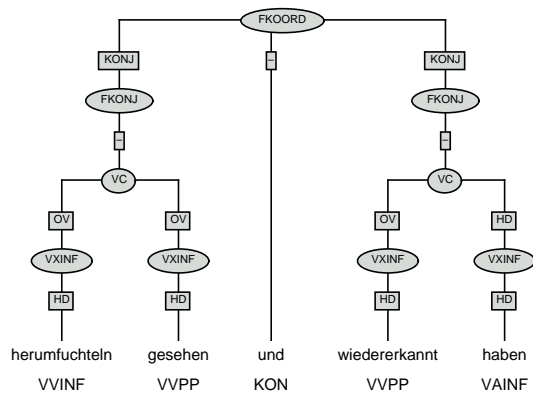 FKOORD
KONJ – KONJ
FKONJ FKONJ
– –
VC VC
OV OV OV HD
VXINF VXINF VXINF VXINF
HD HD HD HD
herumfuchteln gesehen und wiedererkannt haben
VVINF VVPP KON VVPP VAINF